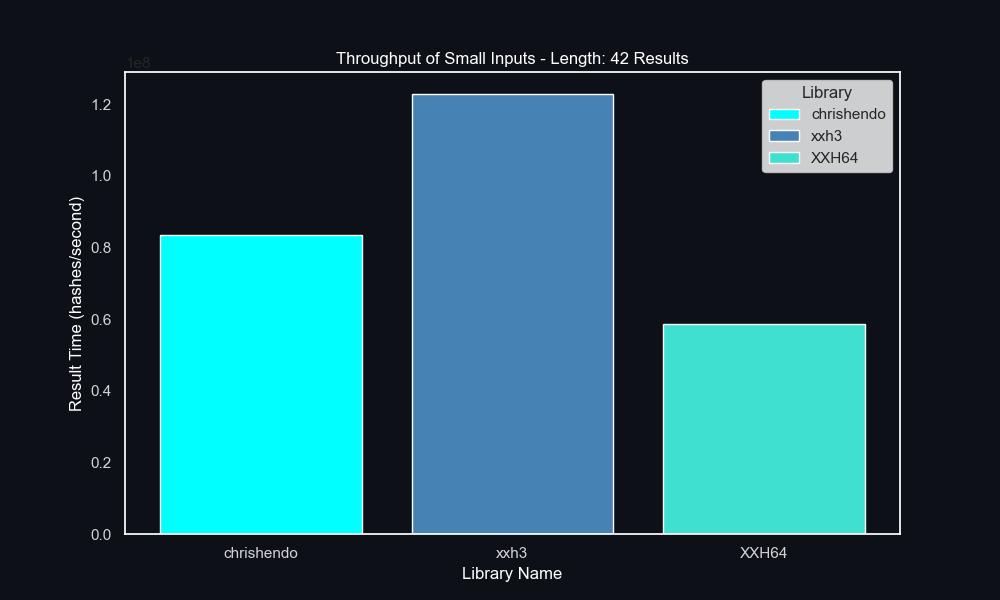 Throughput of Small Inputs - Length: 42 Results
1e8
1.2
1.0
0.8
0.6
0.4
0.2
0.0
Result Time (hashes/second)
Library
chrishendo
xxh3
XXH64
chrishendo
xxh3
XXH64
Library Name